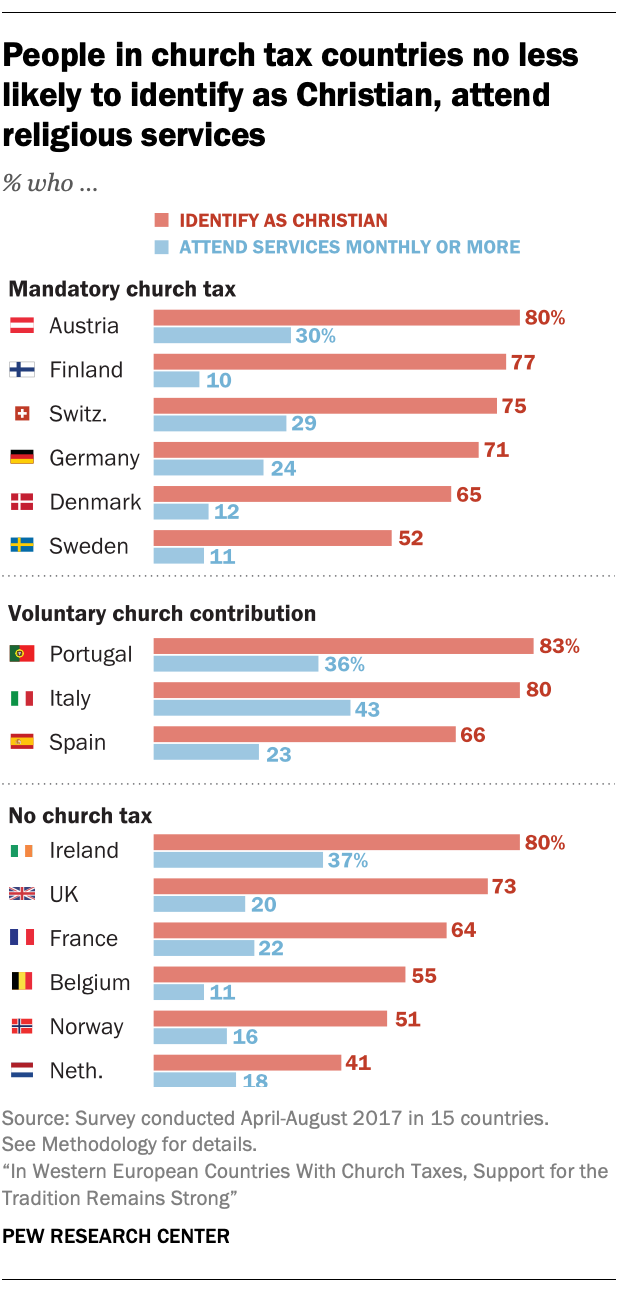 People in church tax countries no less
likely to identify as Christian, attend
religious services
% who ...
IDENTIFY AS CHRISTIAN
ATTEND SERVICES MONTHLY OR MORE
Mandatory church tax
Austria 80%
30%
Finland 77
10
Switz. 75
29
Germany 71
24
Denmark 65
12
Sweden 52
11
Voluntary church contribution
Portugal 83%
36%
Italy 80
43
Spain 66
23
No church tax
Ireland 80%
37%
UK 73
20
France 64
22
Belgium 55
11
Norway 51
16
Neth. 41
18
Source: Survey conducted April-August 2017 in 15 countries.
See Methodology for details.
“In Western European Countries With Church Taxes, Support for the
Tradition Remains Strong”
PEW RESEARCH CENTER